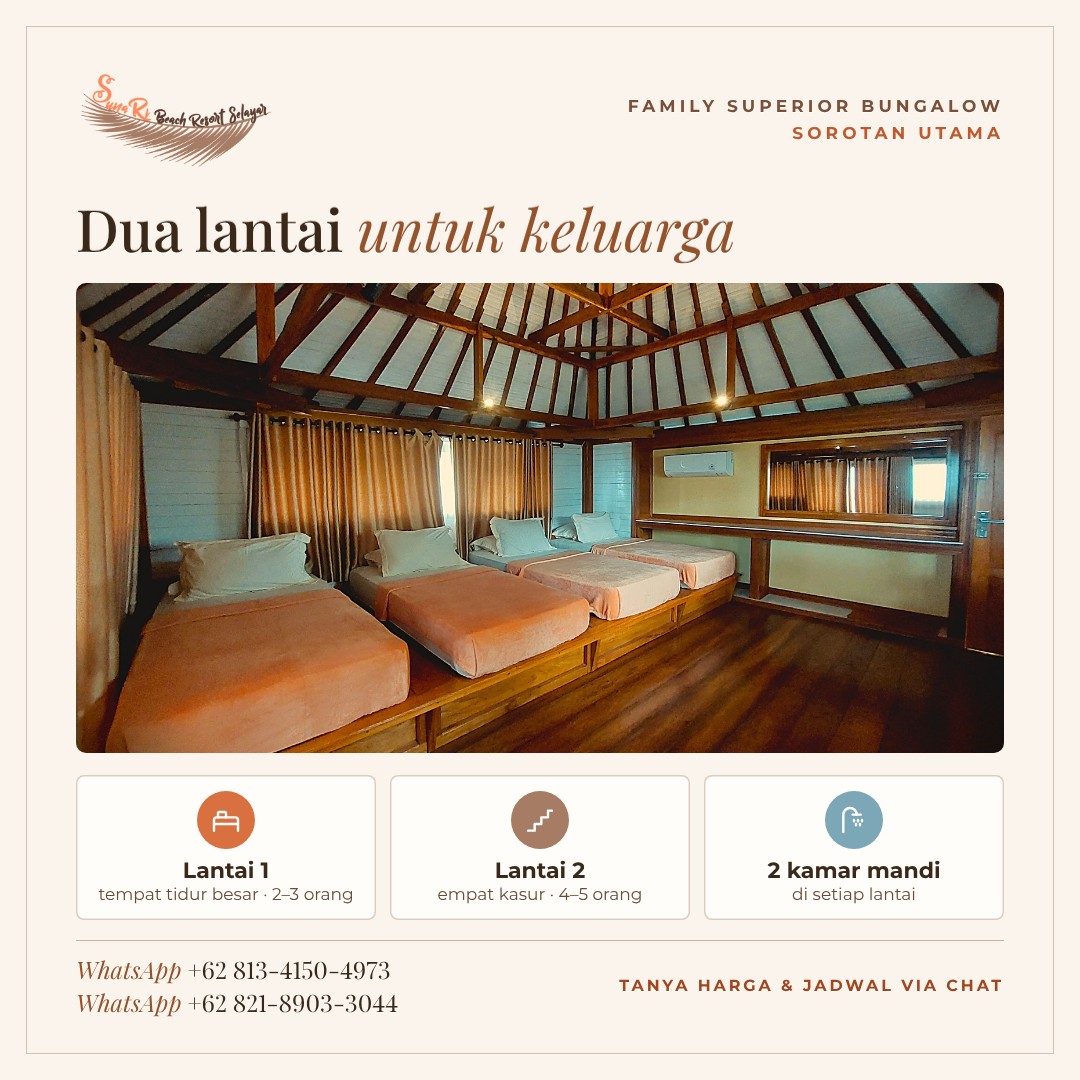 SunaRi Beach Resort Selayar
FAMILY SUPERIOR BUNGALOW
SOROTAN UTAMA
Dua lantai untuk keluarga
Lantai 1
tempat tidur besar · 2–3 orang
Lantai 2
empat kasur · 4–5 orang
2 kamar mandi
di setiap lantai
WhatsApp +62 813-4150-4973
WhatsApp +62 821-8903-3044
TANYA HARGA & JADWAL VIA CHAT